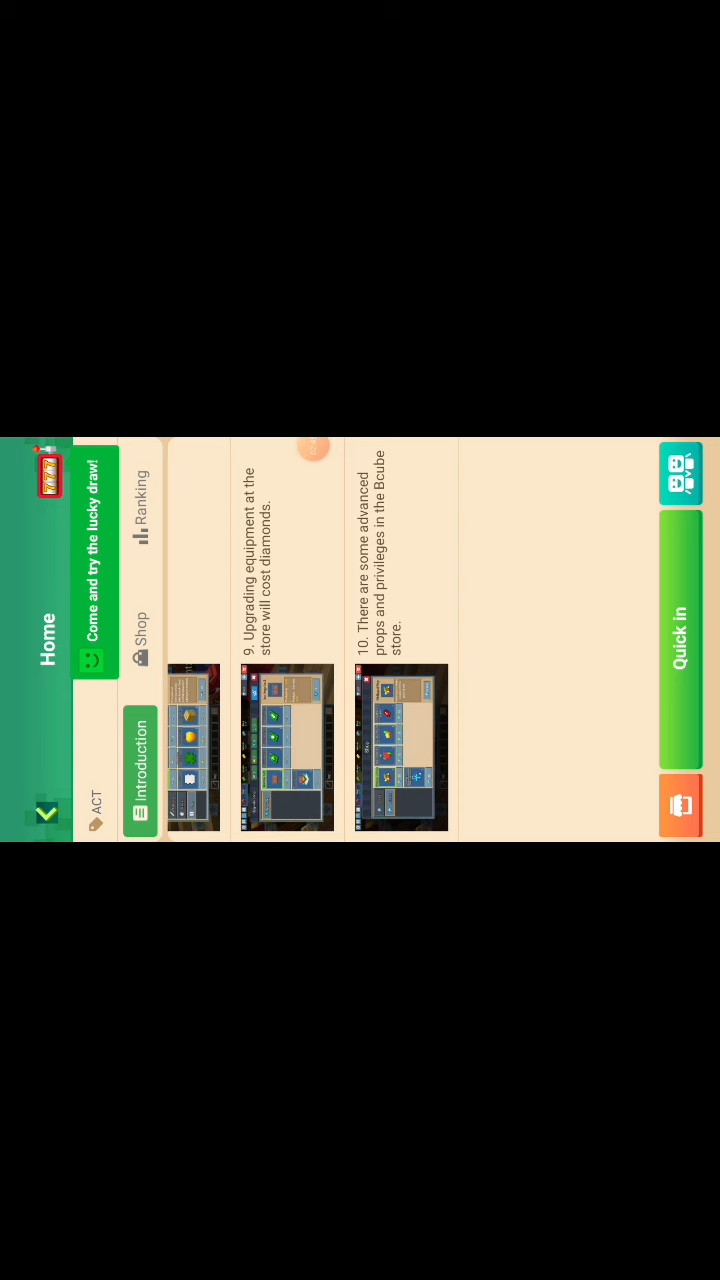 Home
777
Come and try the lucky draw!
ACT
Introduction
Shop
Ranking
9. Upgrading equipment at the
store will cost diamonds.
10. There are some advanced
props and privileges in the Bcube
store.
Quick in